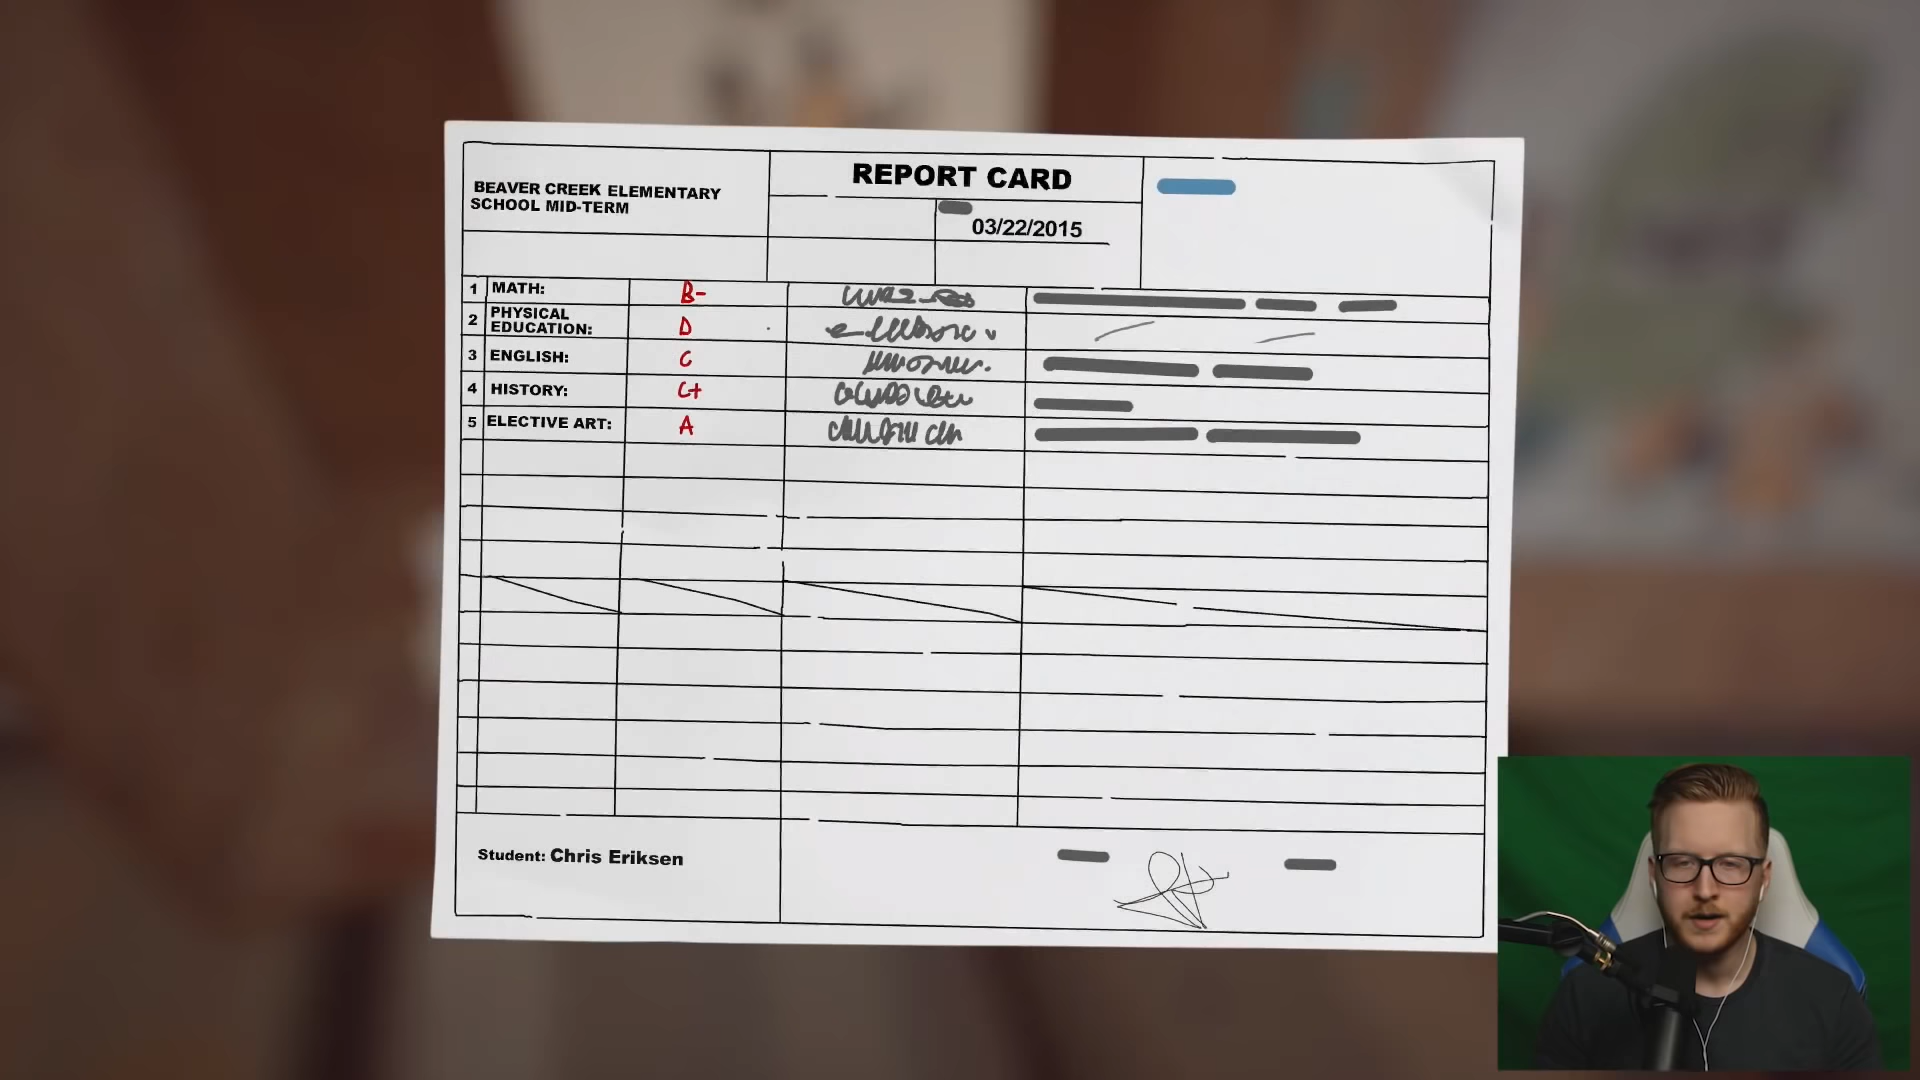 REPORT CARD
BEAVER CREEK ELEMENTARY
SCHOOL MID-TERM
03/22/2015
1 MATH: B-
2 PHYSICAL
EDUCATION: D
3 ENGLISH: C
4 HISTORY: C+
5 ELECTIVE ART: A
Student: Chris Eriksen